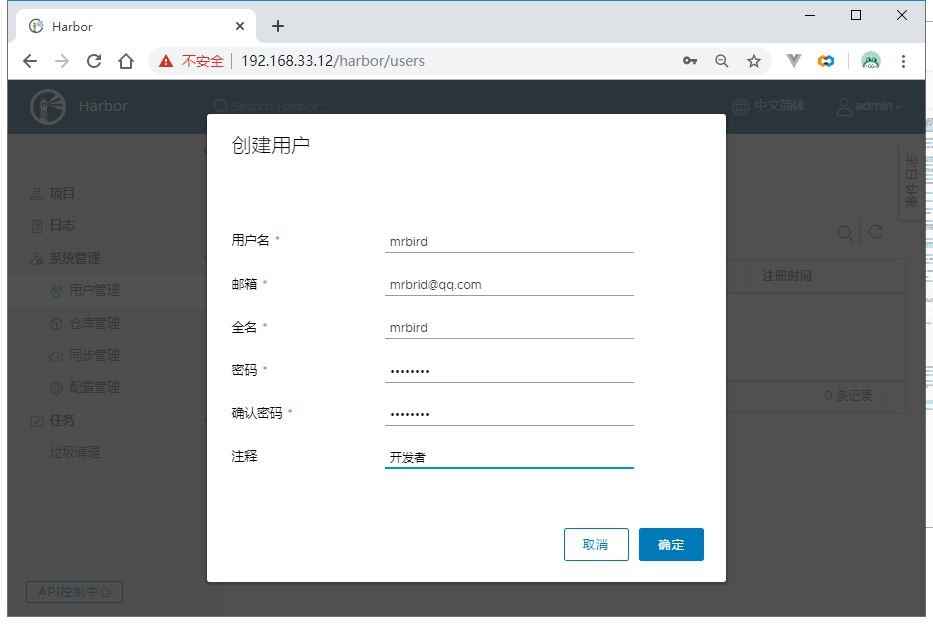 Harbor
不安全 192.168.33.12/harbor/users
Harbor
Search Harbor...
中文简体
admin
项目
日志
系统管理
用户管理
仓库管理
同步管理
配置管理
任务
垃圾清理
API控制中心
创建用户
用户名 * mrbird
邮箱 * mrbrid@qq.com
全名 * mrbird
密码 * ••••••••
确认密码 * ••••••••
注释 开发者
取消 确定
事件日志
注册时间
0 条记录